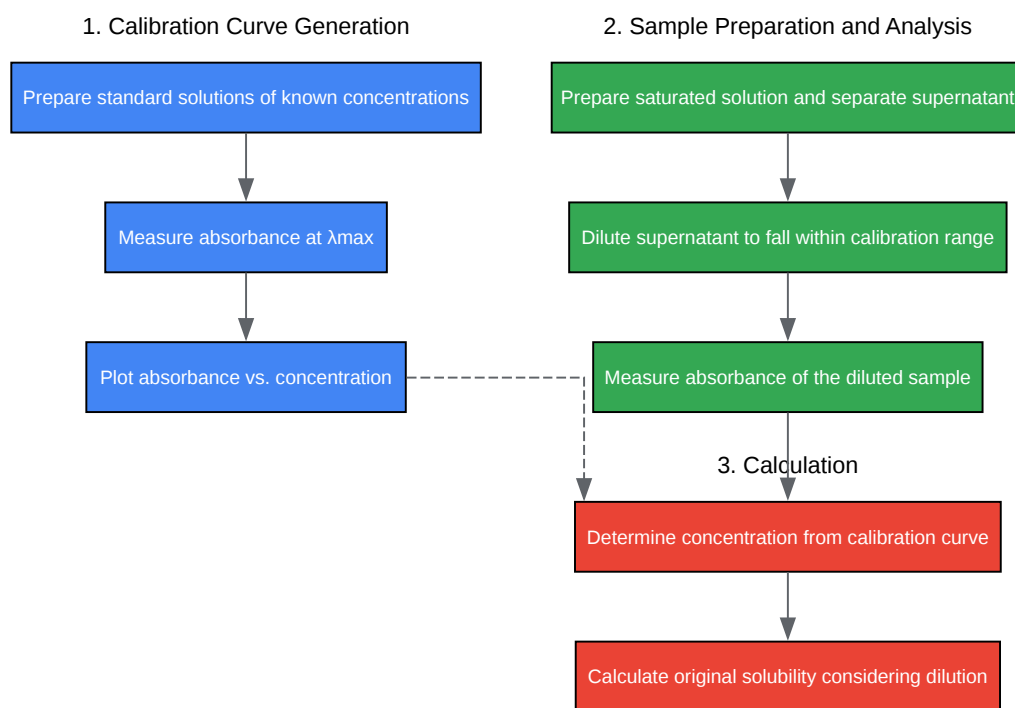 1. Calibration Curve Generation
Prepare standard solutions of known concentrations
Measure absorbance at λmax
Plot absorbance vs. concentration
2. Sample Preparation and Analysis
Prepare saturated solution and separate supernatant
Dilute supernatant to fall within calibration range
Measure absorbance of the diluted sample
3. Calculation
Determine concentration from calibration curve
Calculate original solubility considering dilution